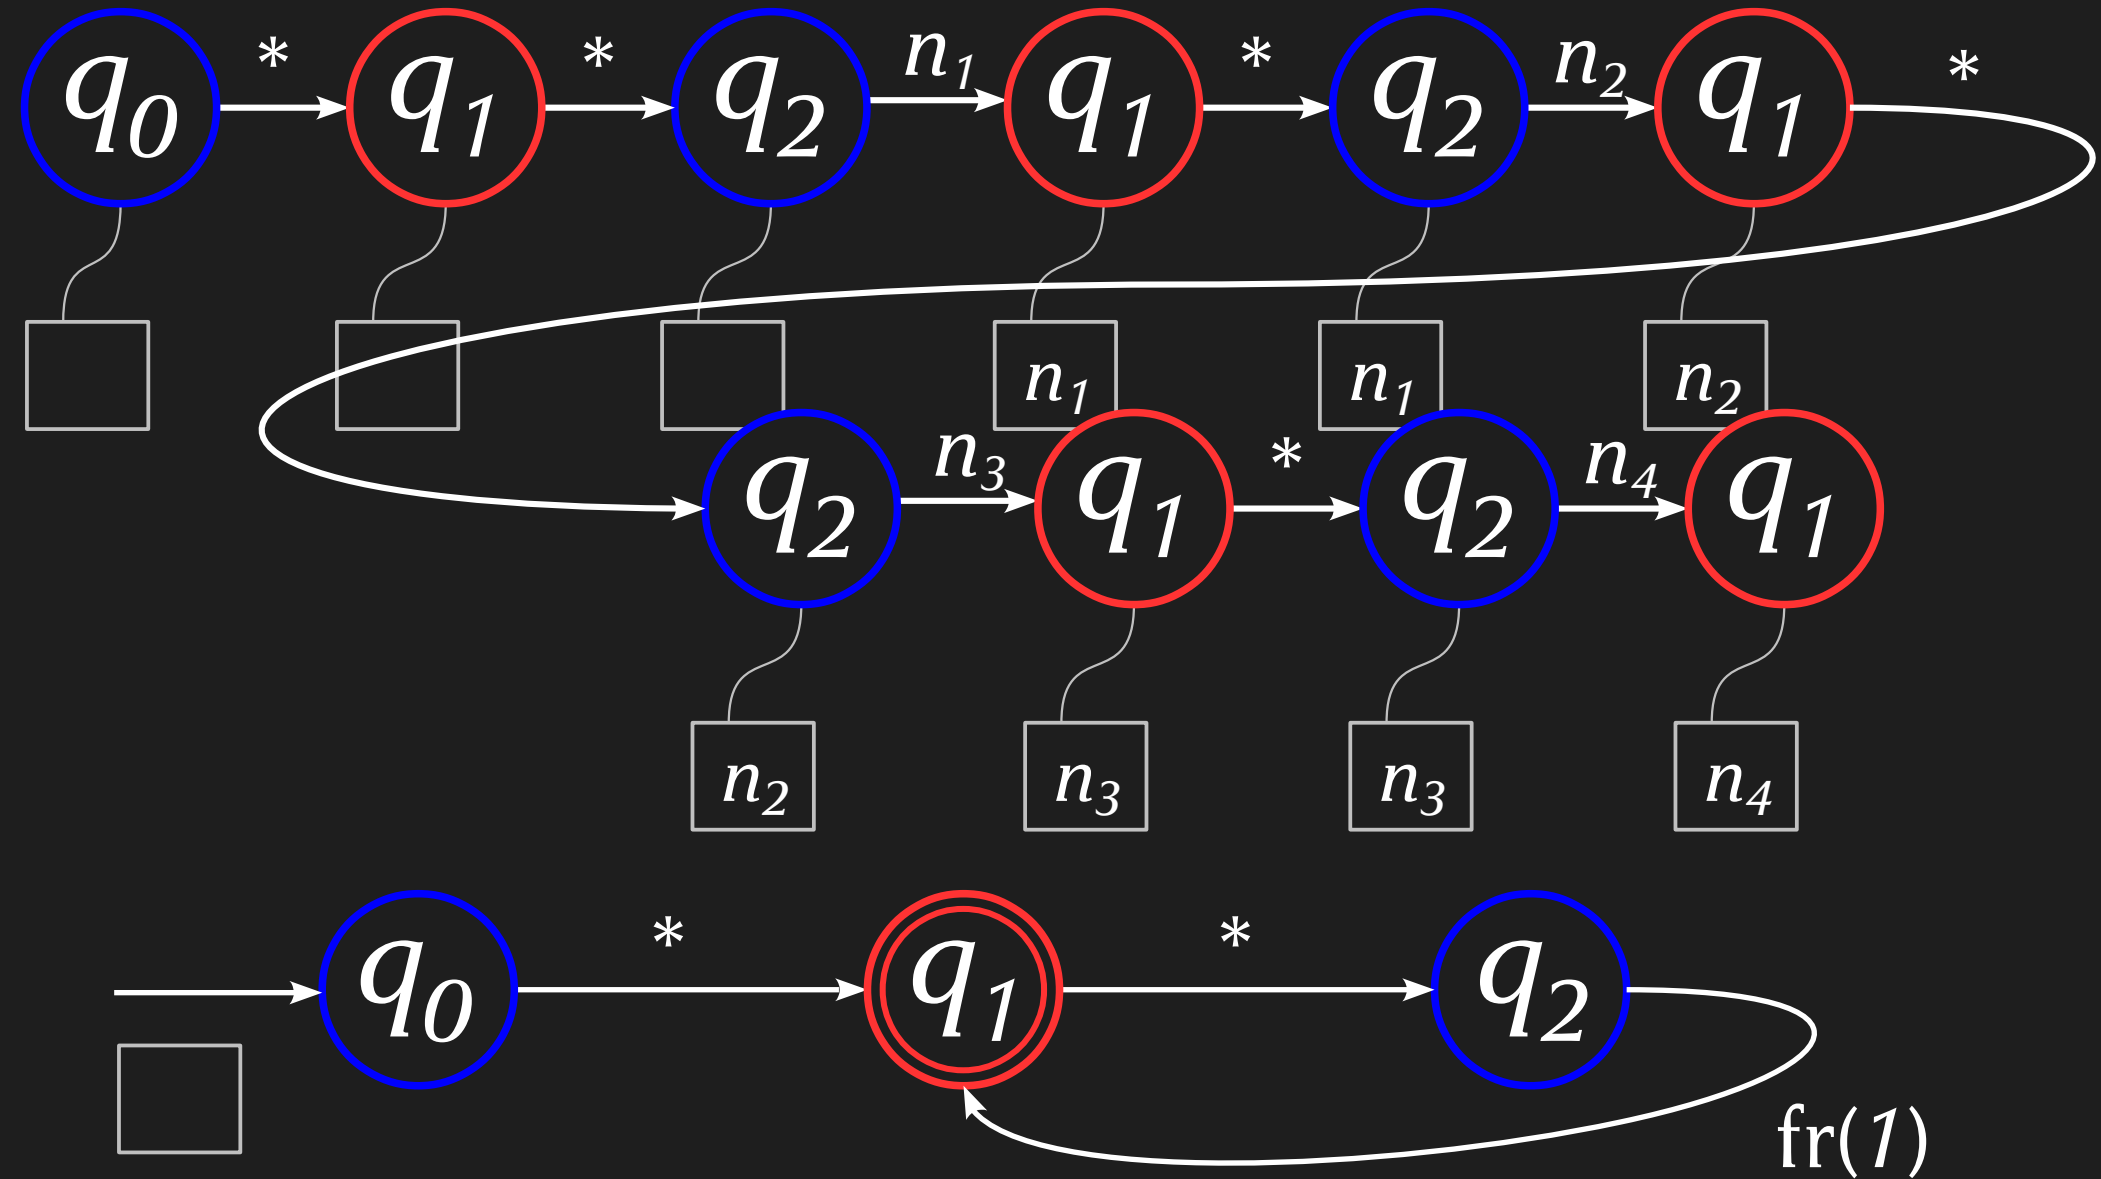 q0 * q1 * q2 n1 q1 * q2 n2 q1 *
n1 n1 n2
q2 n3 q1 * q2 n4 q1
n2 n3 n3 n4
q0 * q1 * q2
fr(1)